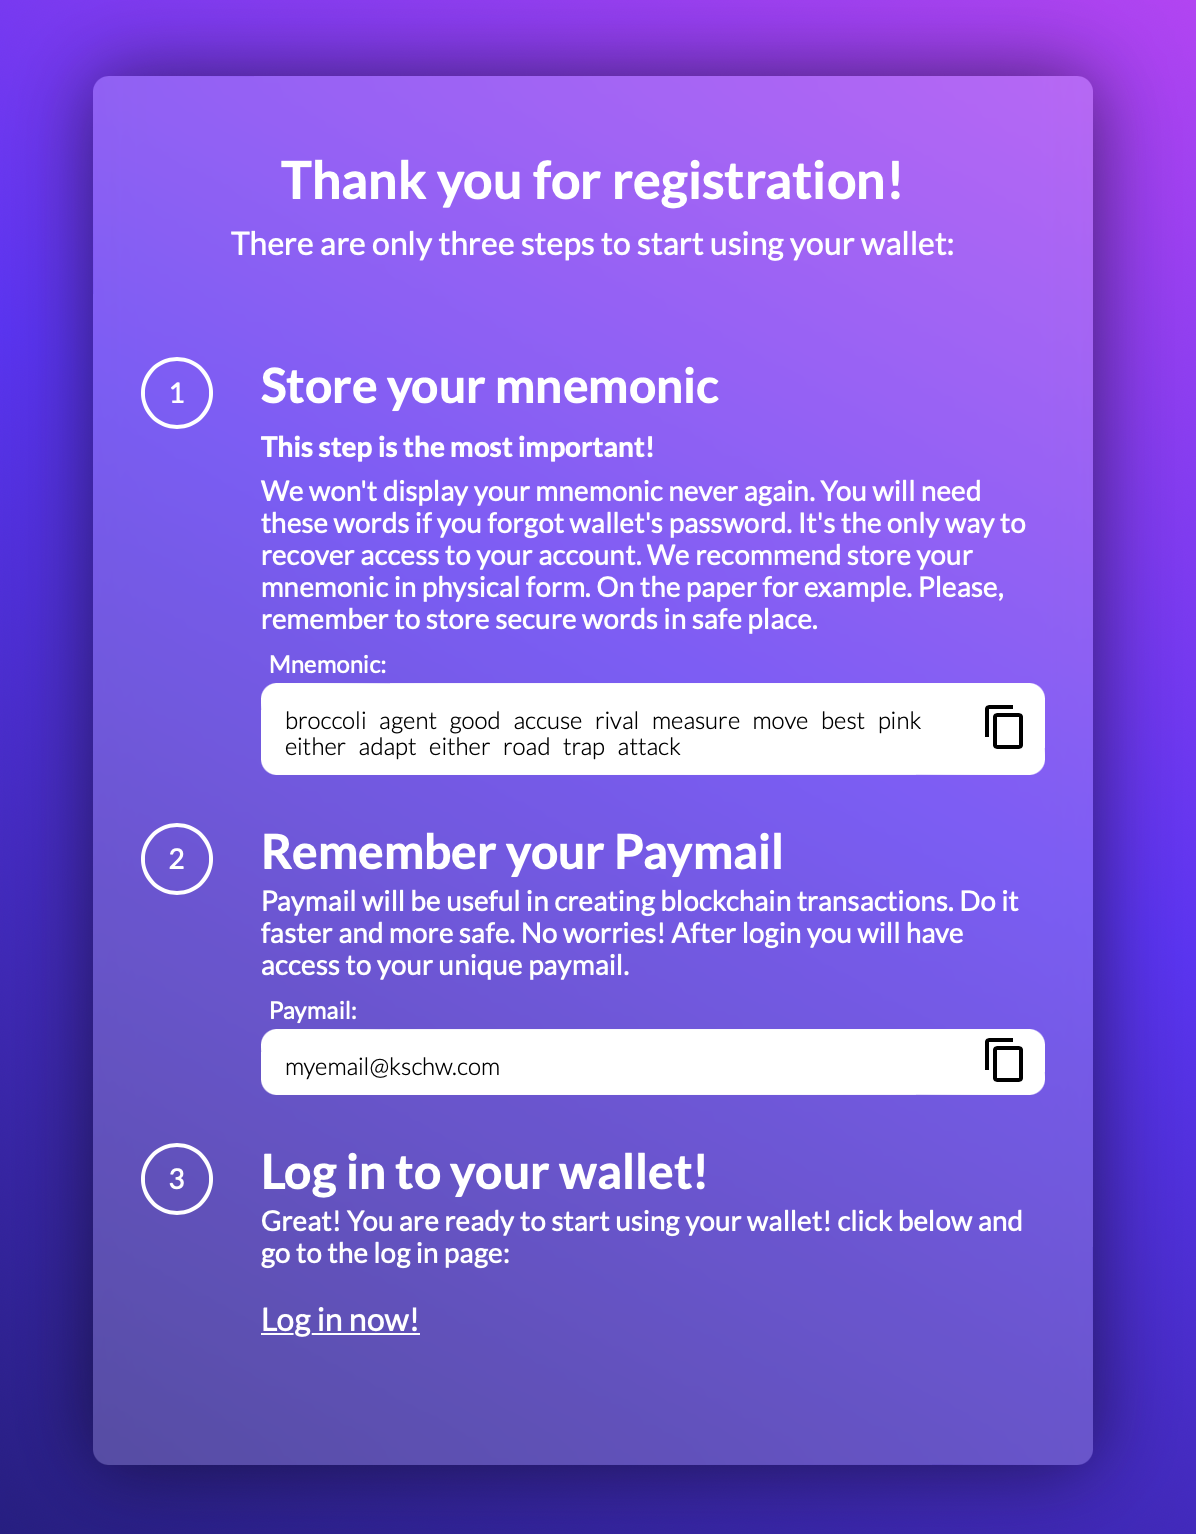 Thank you for registration!
There are only three steps to start using your wallet:
1
Store your mnemonic
This step is the most important!
We won't display your mnemonic never again. You will need
these words if you forgot wallet's password. It's the only way to
recover access to your account. We recommend store your
mnemonic in physical form. On the paper for example. Please,
remember to store secure words in safe place.
Mnemonic:
broccoli agent good accuse rival measure move best pink
either adapt either road trap attack
2
Remember your Paymail
Paymail will be useful in creating blockchain transactions. Do it
faster and more safe. No worries! After login you will have
access to your unique paymail.
Paymail:
myemail@kschw.com
3
Log in to your wallet!
Great! You are ready to start using your wallet! click below and
go to the log in page:
Log in now!